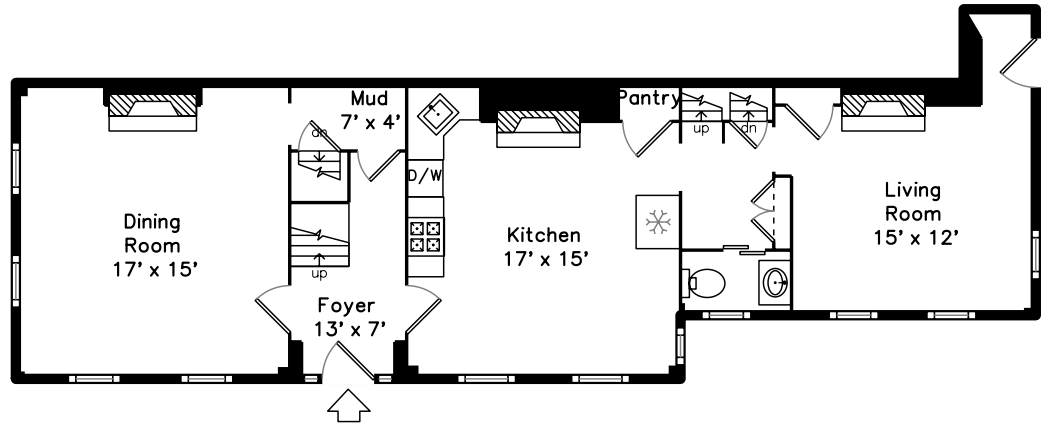 Mud
7' x 4'
Pantry
dn
up
dn
D/W
Living
Room
15' x 12'
Dining
Room
17' x 15'
Kitchen
17' x 15'
up
Foyer
13' x 7'